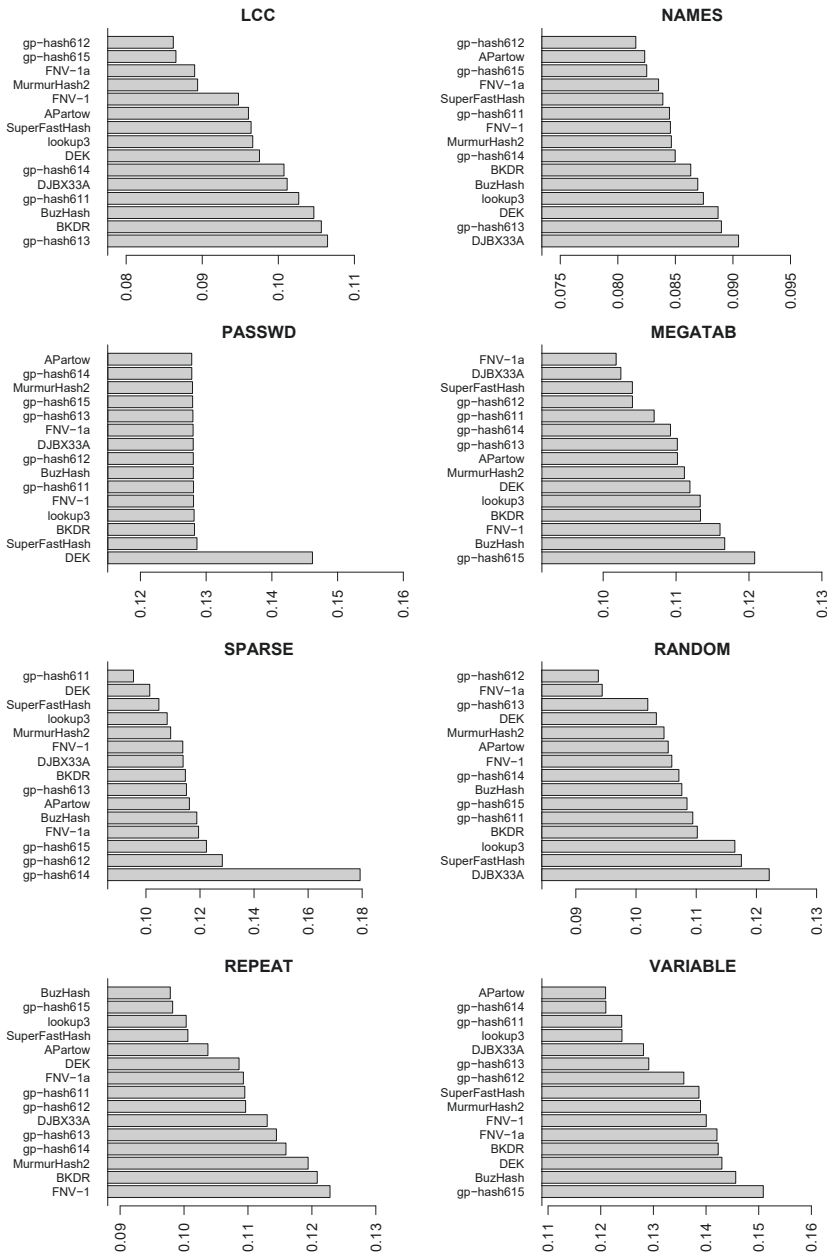 LCC
gp−hash612
gp−hash615
FNV−1a
MurmurHash2
FNV−1
APartow
SuperFastHash
lookup3
DEK
gp−hash614
DJBX33A
gp−hash611
BuzHash
BKDR
gp−hash613
0.08
0.09
0.10
0.11
NAMES
gp−hash612
APartow
gp−hash615
FNV−1a
SuperFastHash
gp−hash611
FNV−1
MurmurHash2
gp−hash614
BKDR
BuzHash
lookup3
DEK
gp−hash613
DJBX33A
0.075
0.080
0.085
0.090
0.095
PASSWD
APartow
gp−hash614
MurmurHash2
gp−hash615
gp−hash613
FNV−1a
DJBX33A
gp−hash612
BuzHash
gp−hash611
FNV−1
lookup3
BKDR
SuperFastHash
DEK
0.12
0.13
0.14
0.15
0.16
MEGATAB
FNV−1a
DJBX33A
SuperFastHash
gp−hash612
gp−hash611
gp−hash614
gp−hash613
APartow
MurmurHash2
DEK
lookup3
BKDR
FNV−1
BuzHash
gp−hash615
0.10
0.11
0.12
0.13
SPARSE
gp−hash611
DEK
SuperFastHash
lookup3
MurmurHash2
FNV−1
DJBX33A
BKDR
gp−hash613
APartow
BuzHash
FNV−1a
gp−hash615
gp−hash612
gp−hash614
0.10
0.12
0.14
0.16
0.18
RANDOM
gp−hash612
FNV−1a
gp−hash613
DEK
MurmurHash2
APartow
FNV−1
gp−hash614
BuzHash
gp−hash615
gp−hash611
BKDR
lookup3
SuperFastHash
DJBX33A
0.09
0.10
0.11
0.12
0.13
REPEAT
BuzHash
gp−hash615
lookup3
SuperFastHash
APartow
DEK
FNV−1a
gp−hash611
gp−hash612
DJBX33A
gp−hash613
gp−hash614
MurmurHash2
BKDR
FNV−1
0.09
0.10
0.11
0.12
0.13
VARIABLE
APartow
gp−hash614
gp−hash611
lookup3
DJBX33A
gp−hash613
gp−hash612
SuperFastHash
MurmurHash2
FNV−1
FNV−1a
BKDR
DEK
BuzHash
gp−hash615
0.11
0.12
0.13
0.14
0.15
0.16